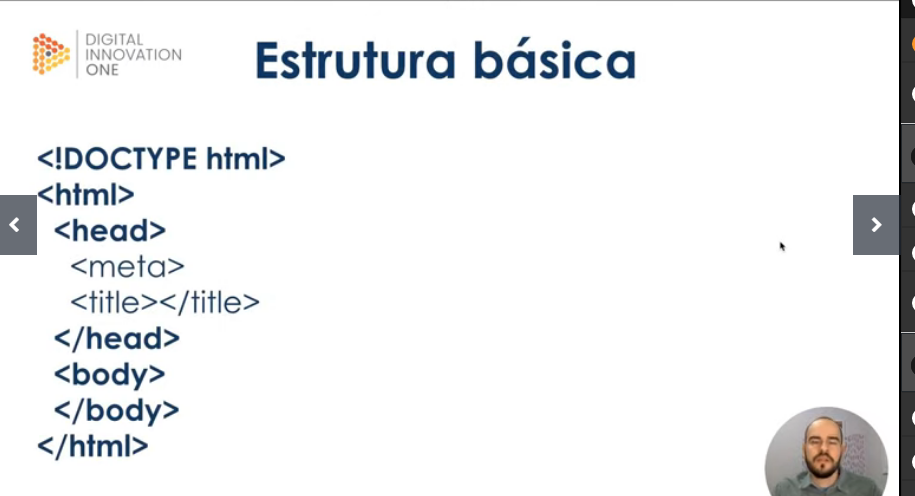 DIGITAL
INNOVATION
ONE
Estrutura básica
<!DOCTYPE html>
<html>
<head>
<meta>
<title></title>
</head>
<body>
</body>
</html>